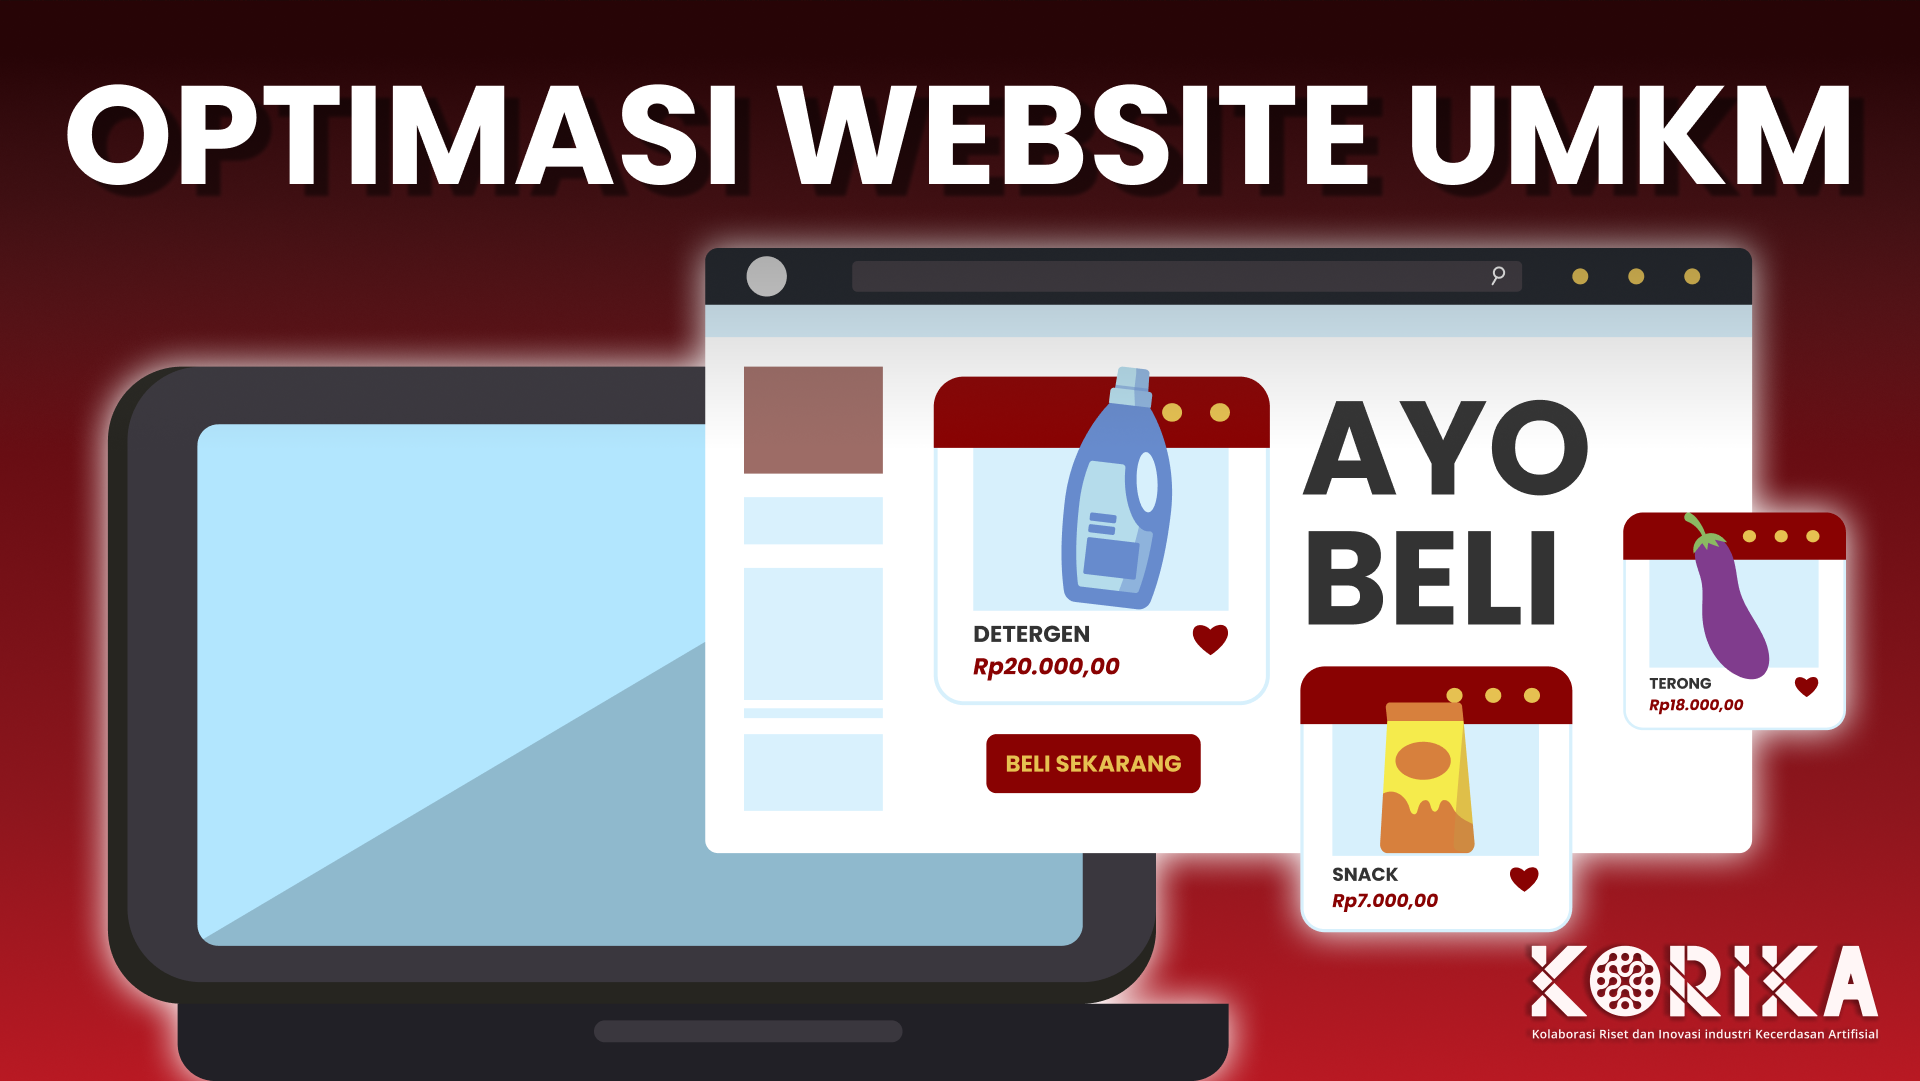 OPTIMASI WEBSITE UMKM
AYO
BELI
DETERGEN
Rp20.000,00
BELI SEKARANG
TERONG
Rp18.000,00
SNACK
Rp7.000,00
KORIKA
Kolaborasi Riset dan Inovasi industri Kecerdasan Artifisial